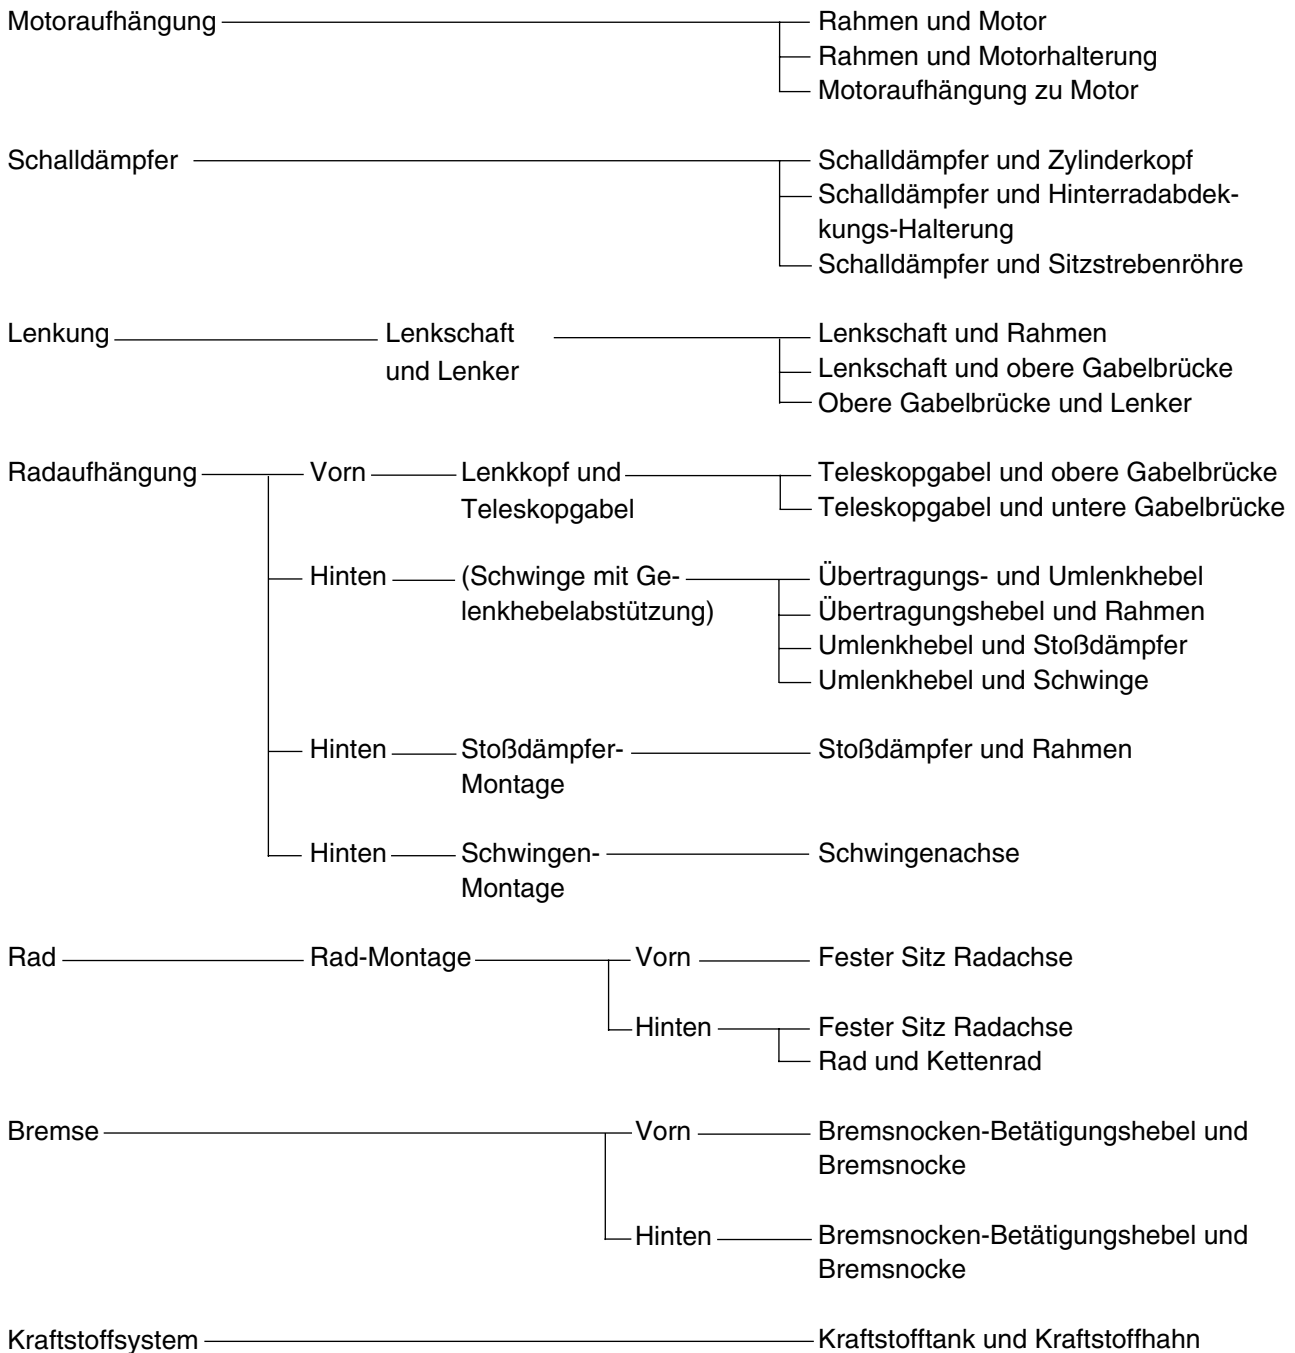 Motoraufhängung Rahmen und Motor
Rahmen und Motorhalterung
Motoraufhängung zu Motor
Schalldämpfer Schalldämpfer und Zylinderkopf
Schalldämpfer und Hinterradabdek-
kungs-Halterung
Schalldämpfer und Sitzstrebenröhre
Lenkung Lenkschaft Lenkschaft und Rahmen
und Lenker Lenkschaft und obere Gabelbrücke
Obere Gabelbrücke und Lenker
Radaufhängung Vorn Lenkkopf und Teleskopgabel und obere Gabelbrücke
Teleskopgabel Teleskopgabel und untere Gabelbrücke
Hinten (Schwinge mit Ge- Übertragungs- und Umlenkhebel
lenkhebelabstützung) Übertragungshebel und Rahmen
Umlenkhebel und Stoßdämpfer
Umlenkhebel und Schwinge
Hinten Stoßdämpfer- Stoßdämpfer und Rahmen
Montage
Hinten Schwingen- Schwingenachse
Montage
Rad Rad-Montage Vorn Fester Sitz Radachse
Hinten Fester Sitz Radachse
Rad und Kettenrad
Bremse Vorn Bremsnocken-Betätigungshebel und
Bremsnocke
Hinten Bremsnocken-Betätigungshebel und
Bremsnocke
Kraftstoffsystem Kraftstofftank und Kraftstoffhahn